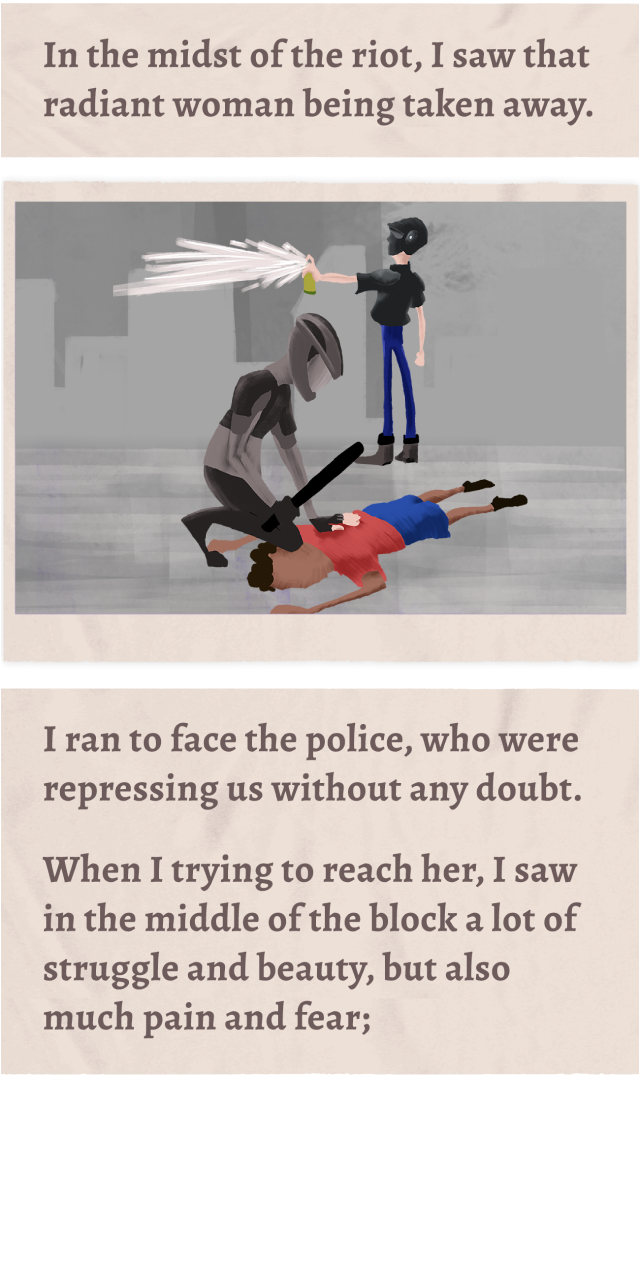 In the midst of the riot, I saw that
radiant woman being taken away.
I ran to face the police, who were
repressing us without any doubt.
When I trying to reach her, I saw
in the middle of the block a lot of
struggle and beauty, but also
much pain and fear;